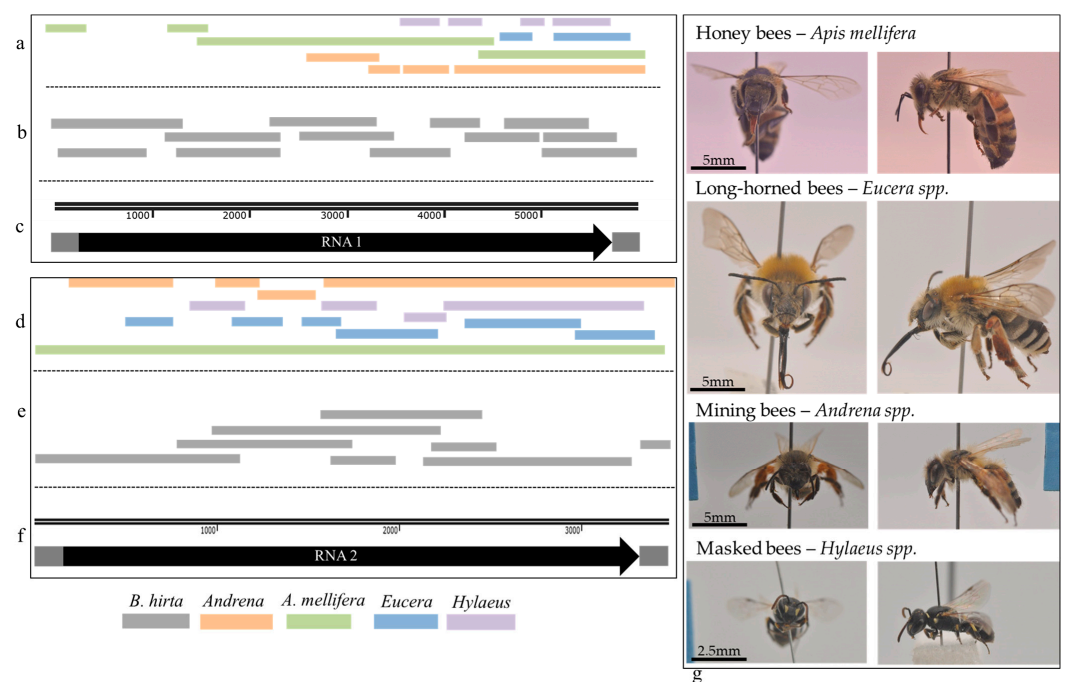 a
b
c
1000
2000
3000
4000
5000
RNA 1
d
e
f
1000
2000
3000
RNA 2
B. hirta Andrena A. mellifera Eucera Hylaeus
Honey bees – Apis mellifera
5mm
Long-horned bees – Eucera spp.
5mm
Mining bees – Andrena spp.
5mm
Masked bees – Hylaeus spp.
2.5mm
g